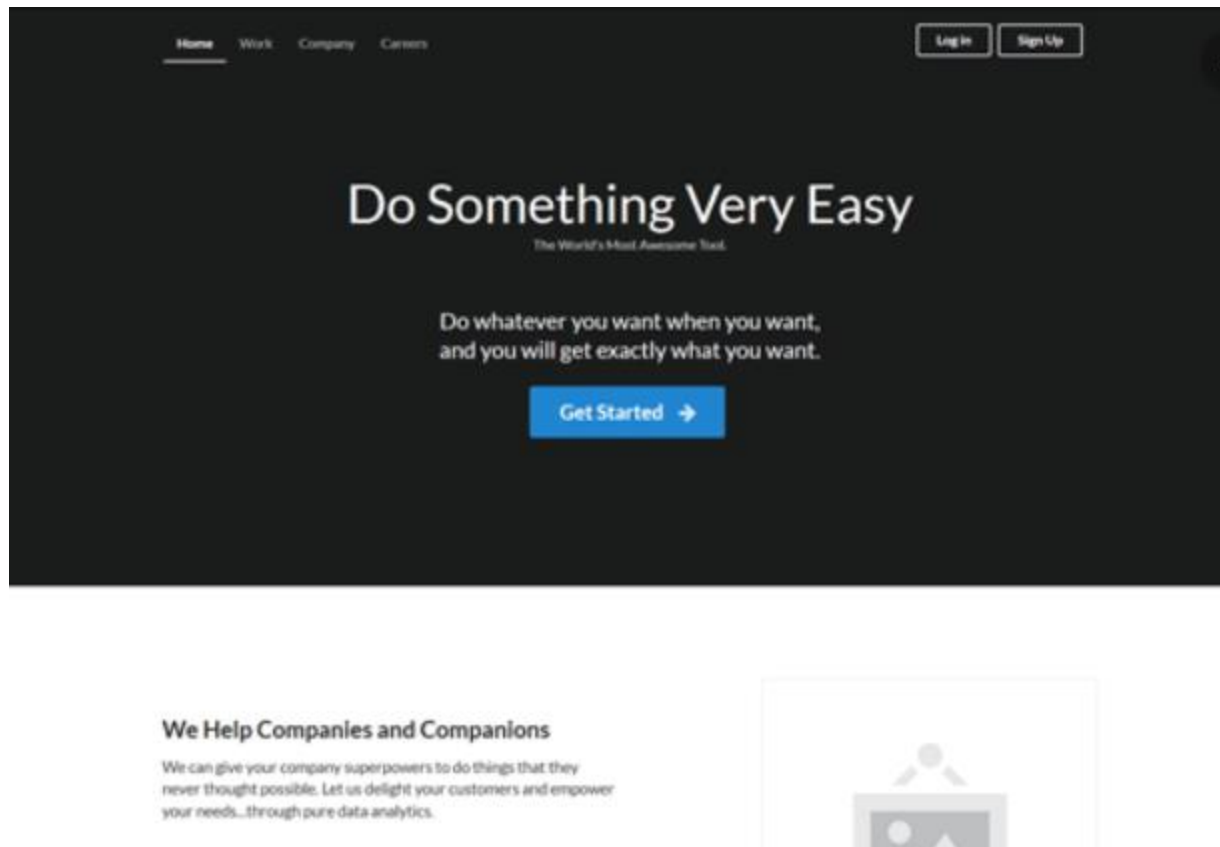 Home Work Company Careers Log in Sign Up
Do Something Very Easy
The World's Most Awesome Tool.
Do whatever you want when you want,
and you will get exactly what you want.
Get Started
We Help Companies and Companions
We can give your company superpowers to do things that they
never thought possible. Let us delight your customers and empower
your needs...through pure data analytics.